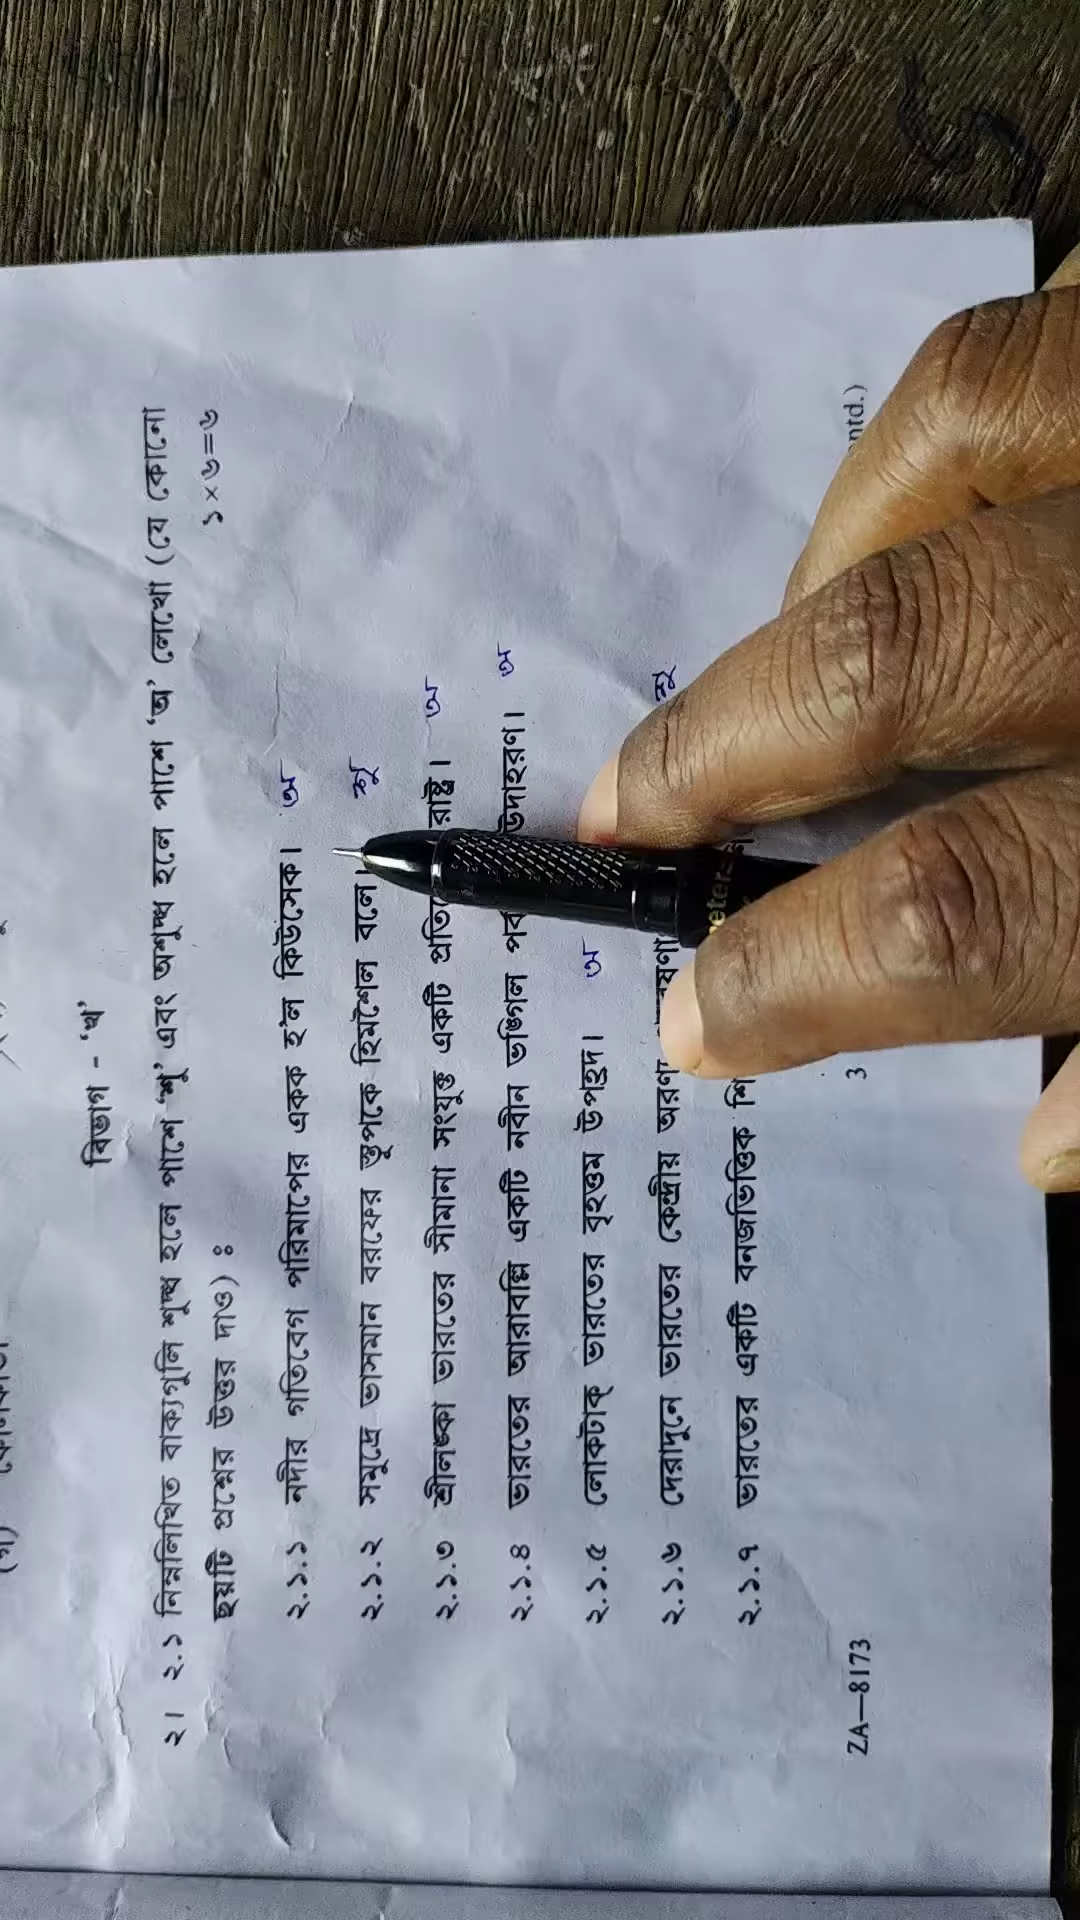 বিভাগ - 'খ'
২। ২.১ নিম্নলিখিত বাক্যগুলি শুদ্ধ হলে পাশে 'শু' এবং অশুদ্ধ হলে পাশে 'অ' লেখো (যে কোনো
ছয়টি প্রশ্নের উত্তর দাও) ঃ ১×৬=৬
২.১.১ নদীর গতিবেগ পরিমাপের একক হ'ল কিউসেক। অ
২.১.২ সমুদ্রে ভাসমান বরফের স্তূপকে হিমশৈল বলে। শু
২.১.৩ শ্রীলঙ্কা ভারতের সীমানা সংযুক্ত একটি রাষ্ট্র। অ
২.১.৪ ভারতের আরাবল্লি একটি নবীন ভঙ্গিল উদাহরণ। অ
২.১.৫ লোকটাক্ ভারতের বৃহত্তম উপহ্রদ। অ
২.১.৬ দেরাদুনে ভারতের কেন্দ্রীয় শু
২.১.৭ ভারতের একটি বনজভিত্তিক
ZA—8173 3